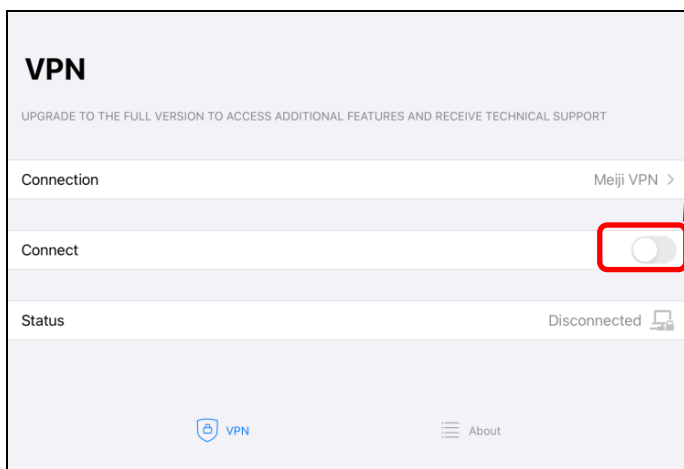 VPN
UPGRADE TO THE FULL VERSION TO ACCESS ADDITIONAL FEATURES AND RECEIVE TECHNICAL SUPPORT
Connection Meiji VPN >
Connect
Status Disconnected
VPN About